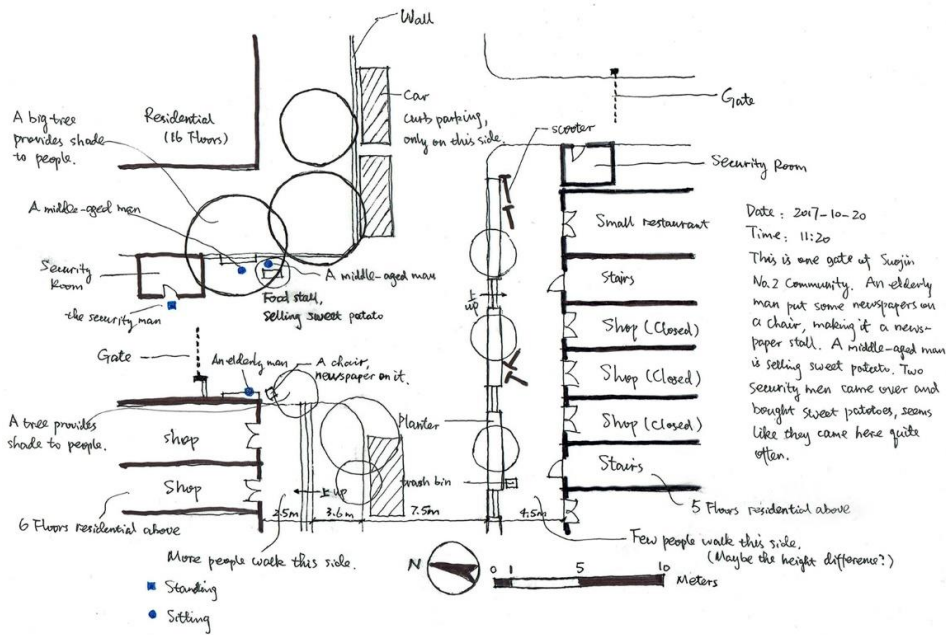 Wall
Car
curb parking,
only on this side.
Gate
scooter
A big tree
provides shade
to people.
Residential
(16 Floors)
Security
Room
Small restaurant
Date: 2017-10-20
Time: 11:20
This is one gate of Suojin
No.2 Community. An elderly
man put some newspapers on
a chair, making it a news-
paper stall. A middle-aged man
is selling sweet potato. Two
security men came over and
bought sweet patotoes, seems
like they came here quite
often.
A middle-aged man
Security
Room
A middle-aged man
Food stall,
selling sweet potato
the security man
上
up
Stairs
Shop (Closed)
Shop (Closed)
Shop (Closed)
Stairs
Gate
An elderly man
A chair,
newspaper on it.
A tree provides
shade to people.
Shop
Shop
planter
trash bin
上 up
2.5m
3.6m
7.5m
4.5m
6 Floors residential above
5 Floors residential above
More people walk this side.
Few people walk this side.
(Maybe the height difference?)
N
0 1 5 10
Meters
Standing
Sitting